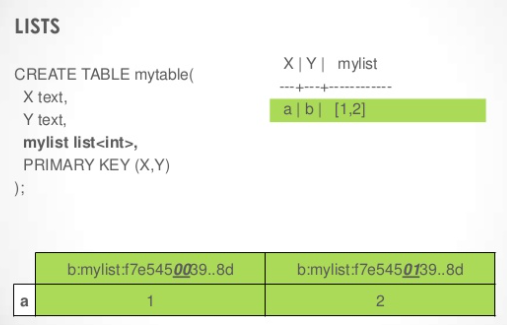 LISTS
CREATE TABLE mytable(
X text,
Y text,
mylist list<int>,
PRIMARY KEY (X,Y)
);
X | Y | mylist
---+---+------------
a | b | [1,2]
b:mylist:f7e5450039..8d b:mylist:f7e5450139..8d
a 1 2